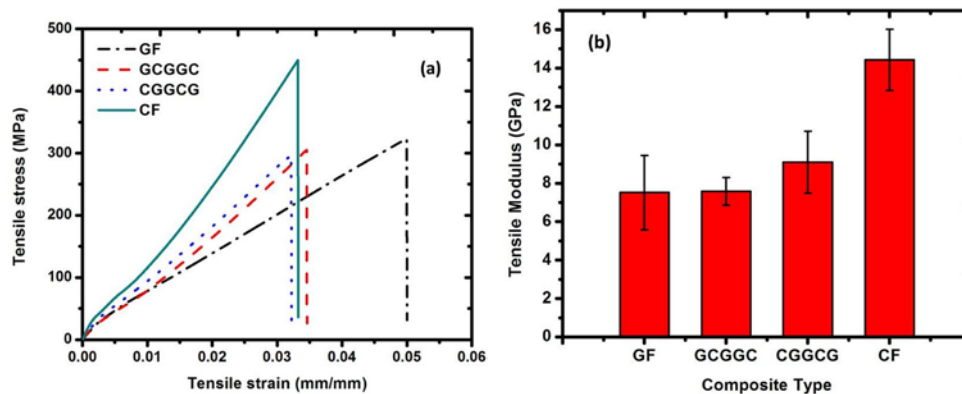 500
400
300
200
100
0
Tensile stress (MPa)
GF
GCGGC
CGGCG
CF
(a)
0.00 0.01 0.02 0.03 0.04 0.05 0.06
Tensile strain (mm/mm)
16
14
12
10
8
6
4
2
0
Tensile Modulus (GPa)
(b)
GF GCGGC CGGCG CF
Composite Type